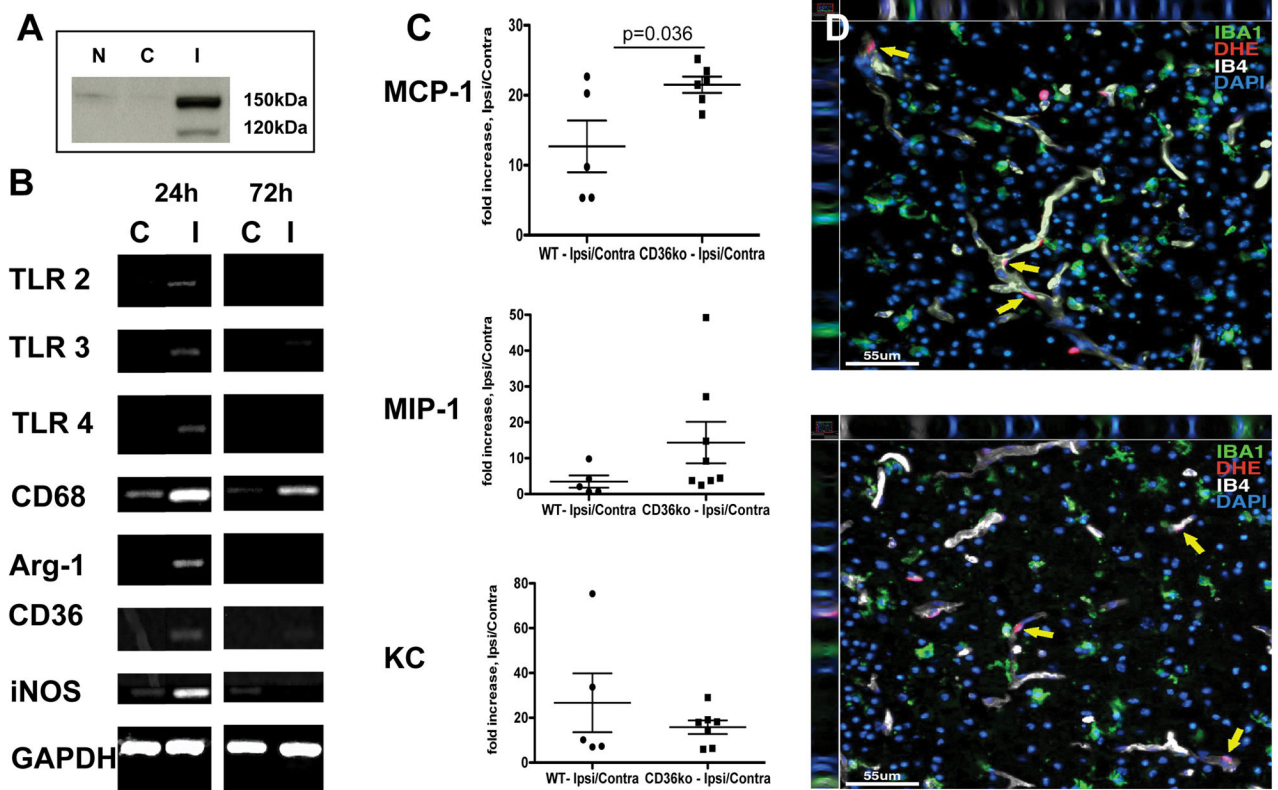 A
N C I
150kDa
120kDa
B
24h 72h
C I C I
TLR 2
TLR 3
TLR 4
CD68
Arg-1
CD36
iNOS
GAPDH
C
MCP-1
fold increase, Ipsi/Contra
30
20
10
0
p=0.036
WT - Ipsi/Contra CD36ko - Ipsi/Contra
MIP-1
fold increase, Ipsi/Contra
50
40
30
20
10
0
WT- Ipsi/Contra CD36ko - Ipsi/Contra
KC
fold increase, Ipsi/Contra
80
60
40
20
0
WT- Ipsi/Contra CD36ko - Ipsi/Contra
D
IBA1
DHE
IB4
DAPI
55um
IBA1
DHE
IB4
DAPI
55um